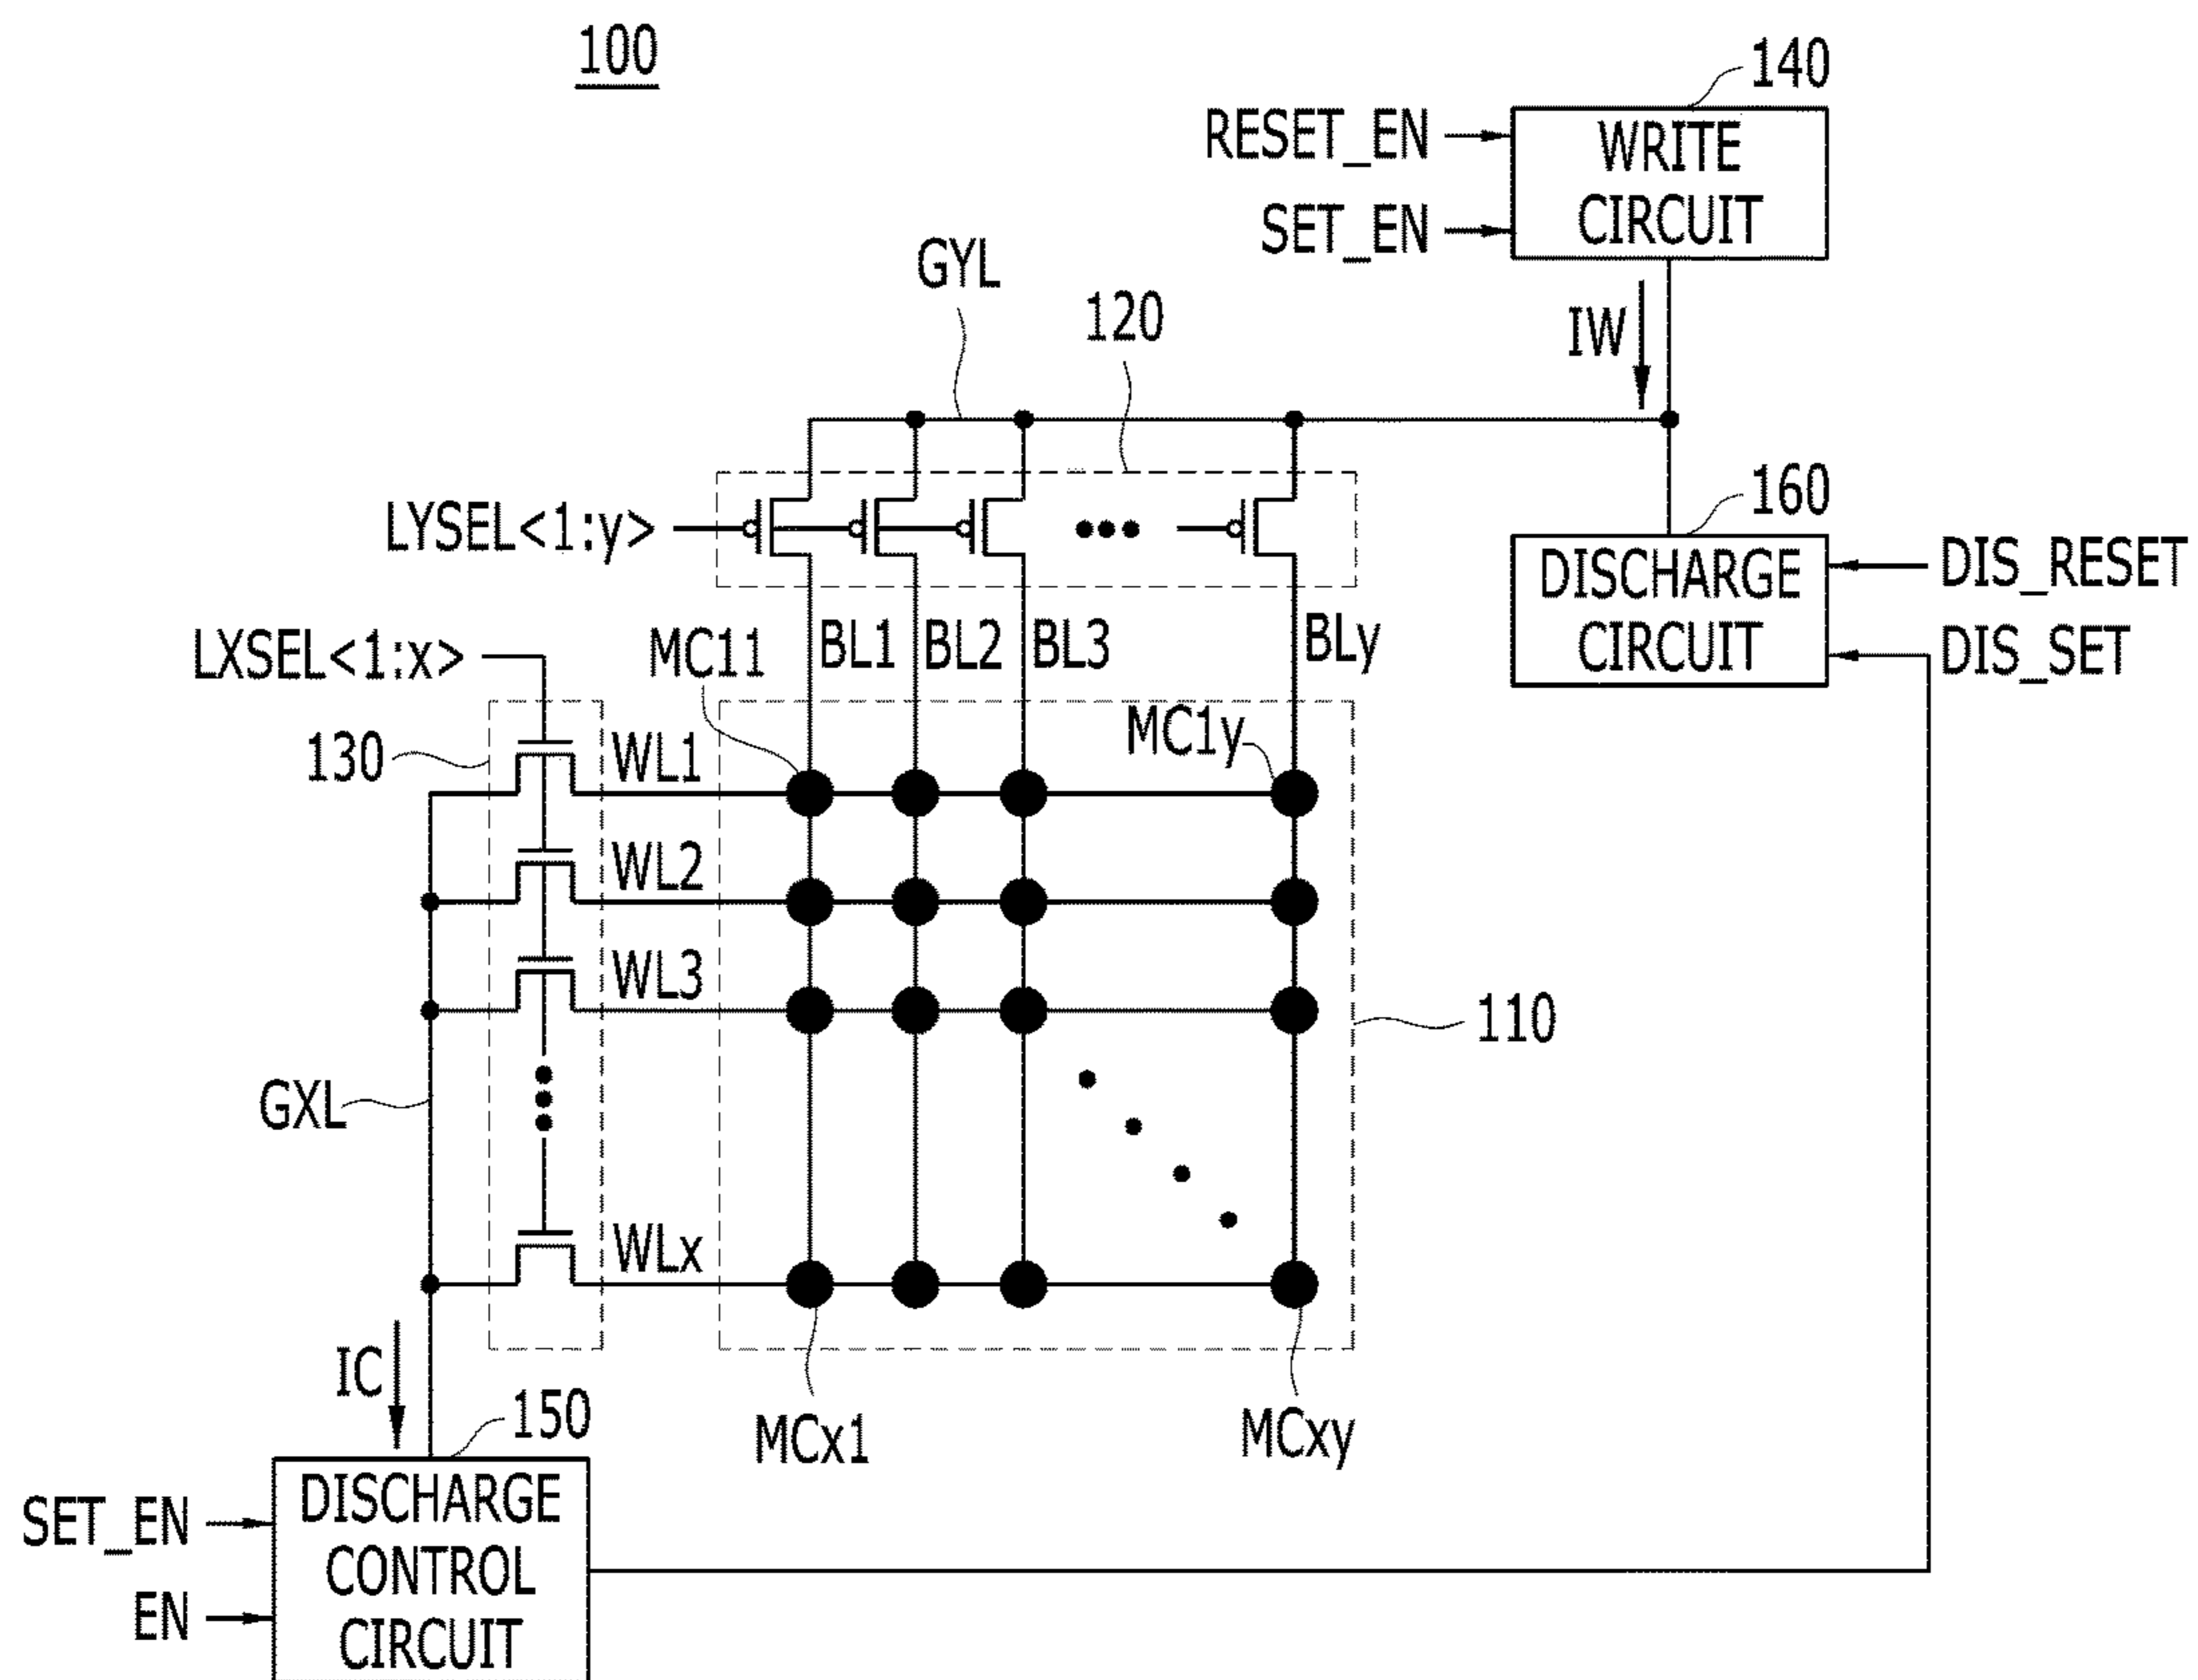 100
140
RESET_EN
WRITE
CIRCUIT
SET_EN
GYL
120
IW
160
LYSEL<1:y>
DISCHARGE
CIRCUIT
DIS_RESET
DIS_SET
LXSEL<1:x>
MC11
BL1
BL2
BL3
BLy
MC1y
130
WL1
WL2
WL3
110
GXL
WLx
IC
150
MCx1
MCxy
SET_EN
EN
DISCHARGE
CONTROL
CIRCUIT